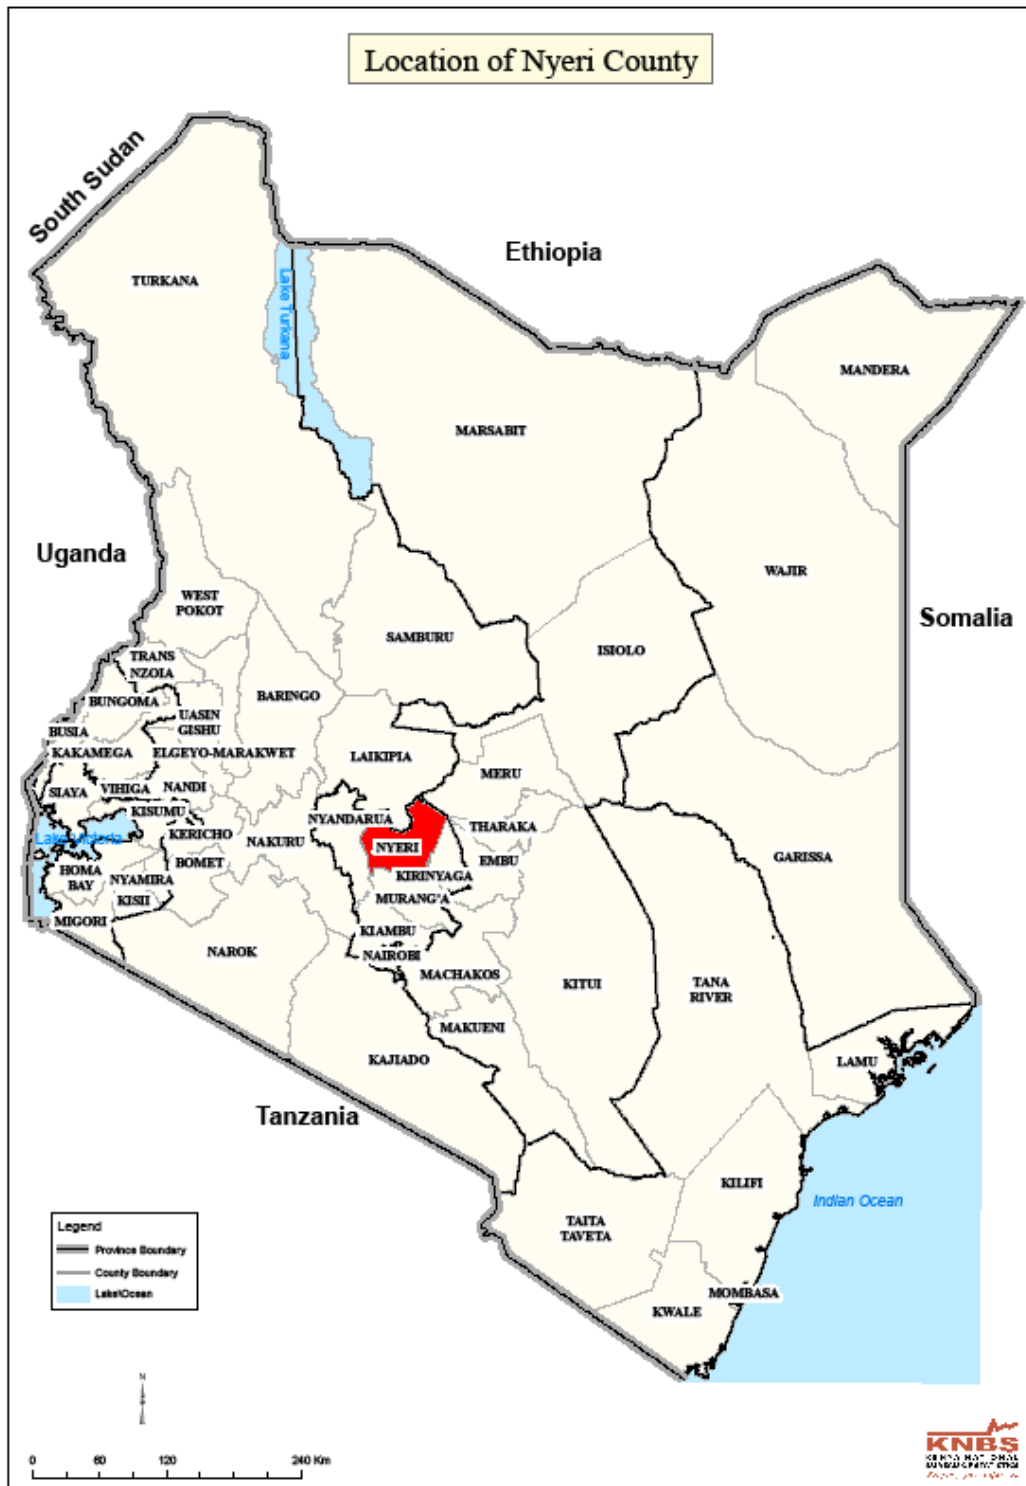 Location of Nyeri County
South Sudan
Ethiopia
TURKANA
Lake Turkana
MANDERA
MARSABIT
Uganda
WAJIR
WEST
POKOT
Somalia
SAMBURU
ISIOLO
TRANS
NZOIA
BARINGO
BUNGOMA
UASIN
GISHU
BUSIA
KAKAMEGA
ELGEYO-MARAKWET
LAIKIPIA
MERU
SIAYA
VIHIGA
NANDI
KISUMU
NYANDARUA
THARAKA
KERICHO
Lake Victoria
NAKURU
NYERI
GARISSA
BOMET
EMBU
HOMA
BAY
NYAMIRA
KIRINYAGA
KISII
MURANG'A
MIGORI
KIAMBU
NAROK
NAIROBI
MACHAKOS
KITUI
TANA
RIVER
MAKUENI
KAJIADO
LAMU
Tanzania
KILIFI
Indian Ocean
TAITA
TAVETA
MOMBASA
KWALE
Legend
Province Boundary
County Boundary
Lake\Ocean
N
0 60 120 240 Km
KNBS
KENYA NATIONAL